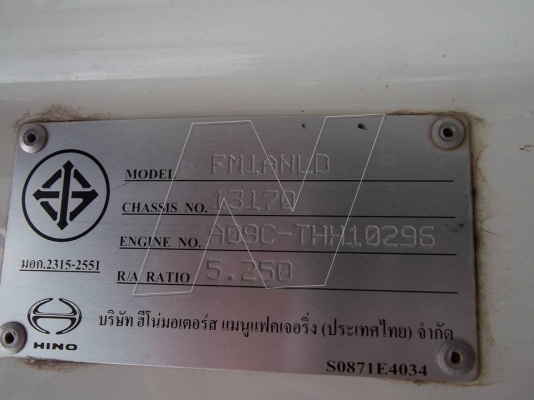 MODEL FM1ANLD
CHASSIS NO. 13170
ENGINE NO. A09C-THH10296
R/A RATIO 5.250
มอก.2315-2551
HINO
บริษัท ฮีโน่มอเตอร์ส แมนูแฟคเจอริ่ง (ประเทศไทย) จำกัด
S0871E4034